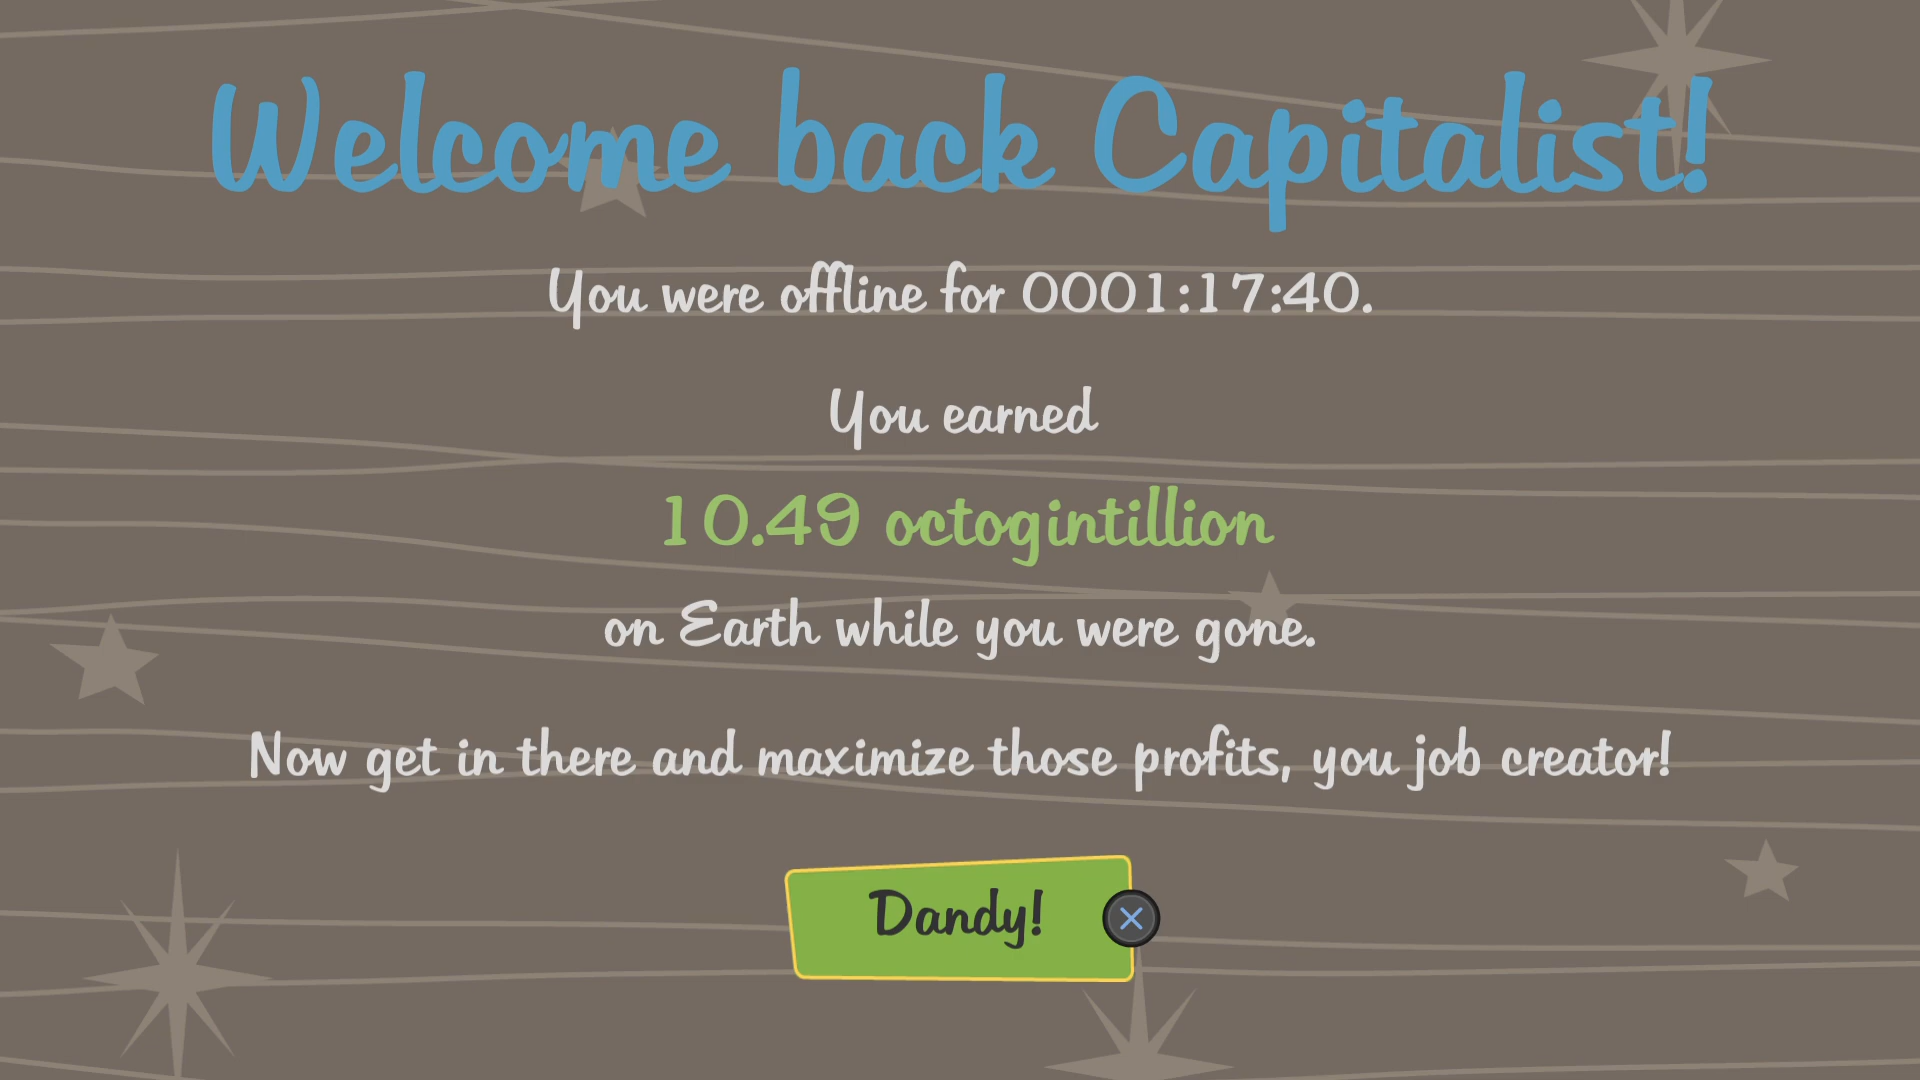 Welcome back Capitalist!
You were offline for 0001:17:40.
You earned
10.49 octogintillion
on Earth while you were gone.
Now get in there and maximize those profits, you job creator!
Dandy!